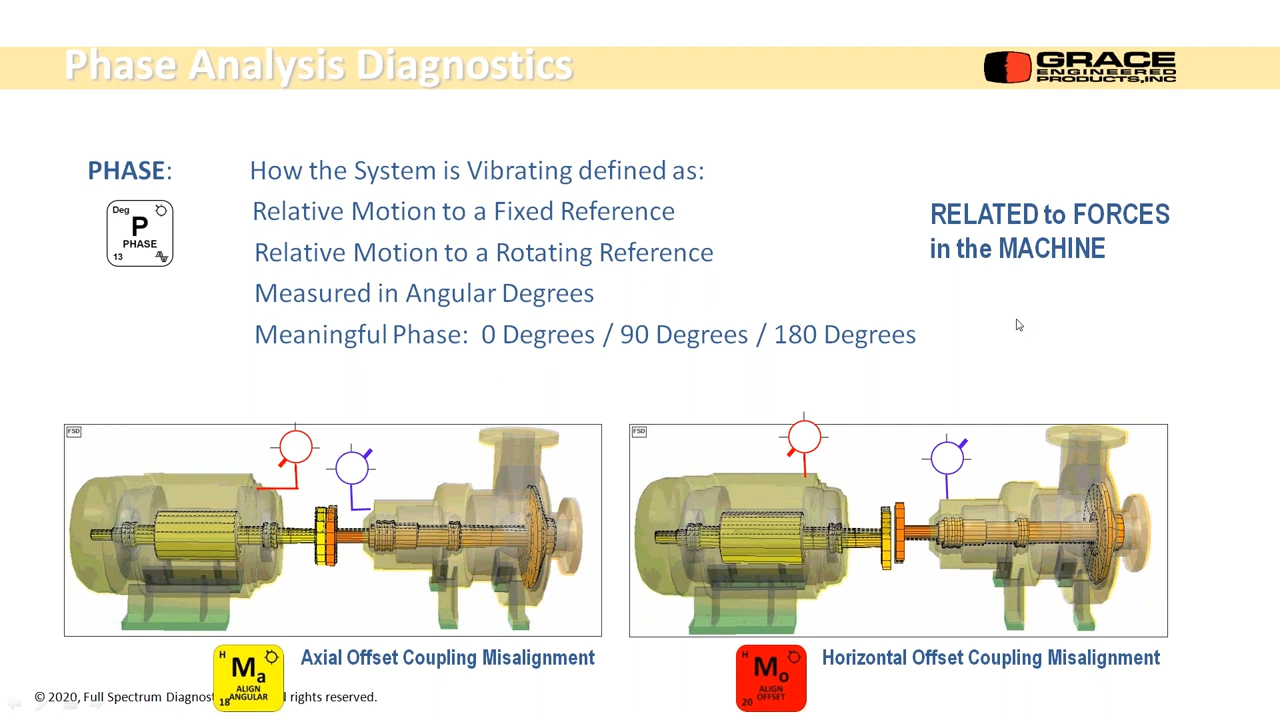 Phase Analysis Diagnostics
GRACE
ENGINEERED
PRODUCTS, INC
PHASE:
How the System is Vibrating defined as:
Relative Motion to a Fixed Reference
Relative Motion to a Rotating Reference
Measured in Angular Degrees
Meaningful Phase: 0 Degrees / 90 Degrees / 180 Degrees
Deg
P
PHASE
13
RELATED to FORCES
in the MACHINE
FSD
FSD
H
Ma
ALIGN
ANGULAR
18
Axial Offset Coupling Misalignment
H
Mo
ALIGN
OFFSET
20
Horizontal Offset Coupling Misalignment
© 2020, Full Spectrum Diagnost
l rights reserved.